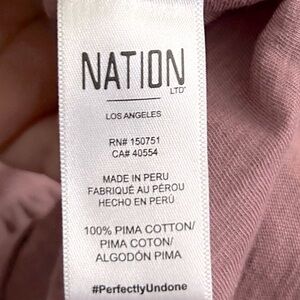 NATION
LTD
LOS ANGELES
RN# 150751
CA# 40554
MADE IN PERU
FABRIQUÉ AU PÉROU
HECHO EN PERÚ
100% PIMA COTTON/
PIMA COTON/
ALGODÓN PIMA
#PerfectlyUndone